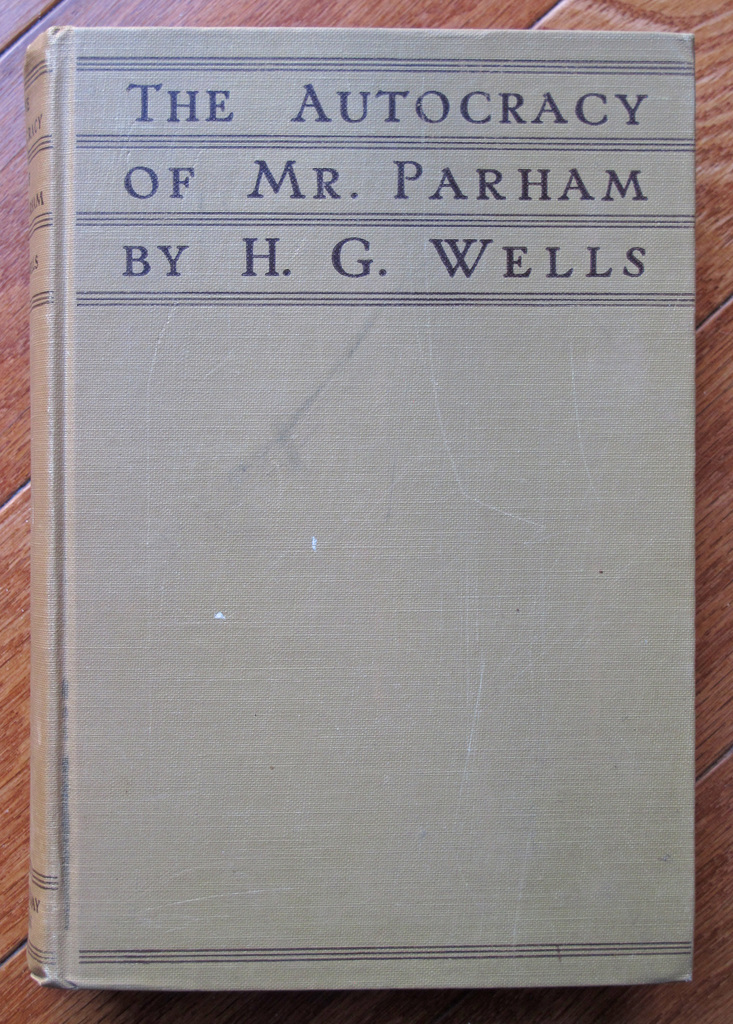 THE AUTOCRACY
OF MR. PARHAM
BY H. G. WELLS